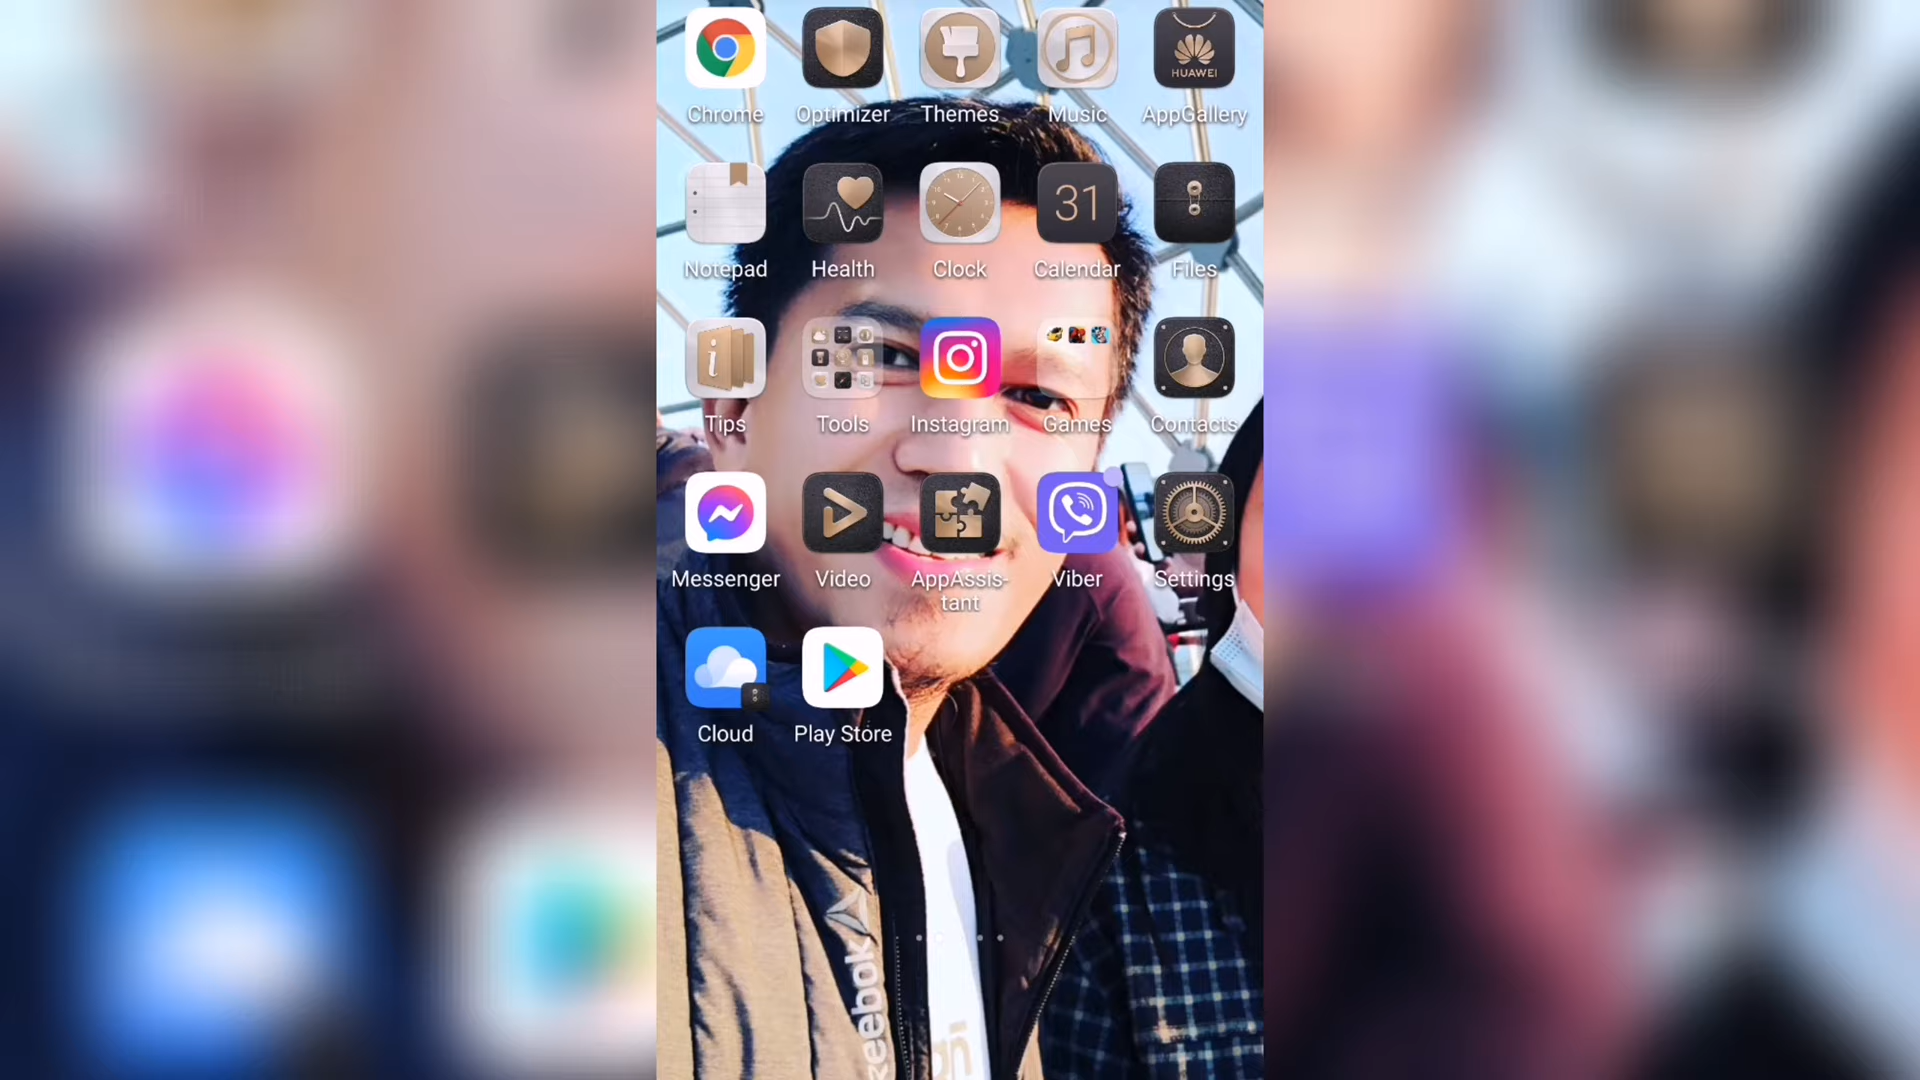 HUAWEI
Chrome Optimizer Themes Music AppGallery
31
Notepad Health Clock Calendar Files
Tips Tools Instagram Games Contacts
Messenger Video AppAssis-
tant Viber Settings
Cloud Play Store
Reebok